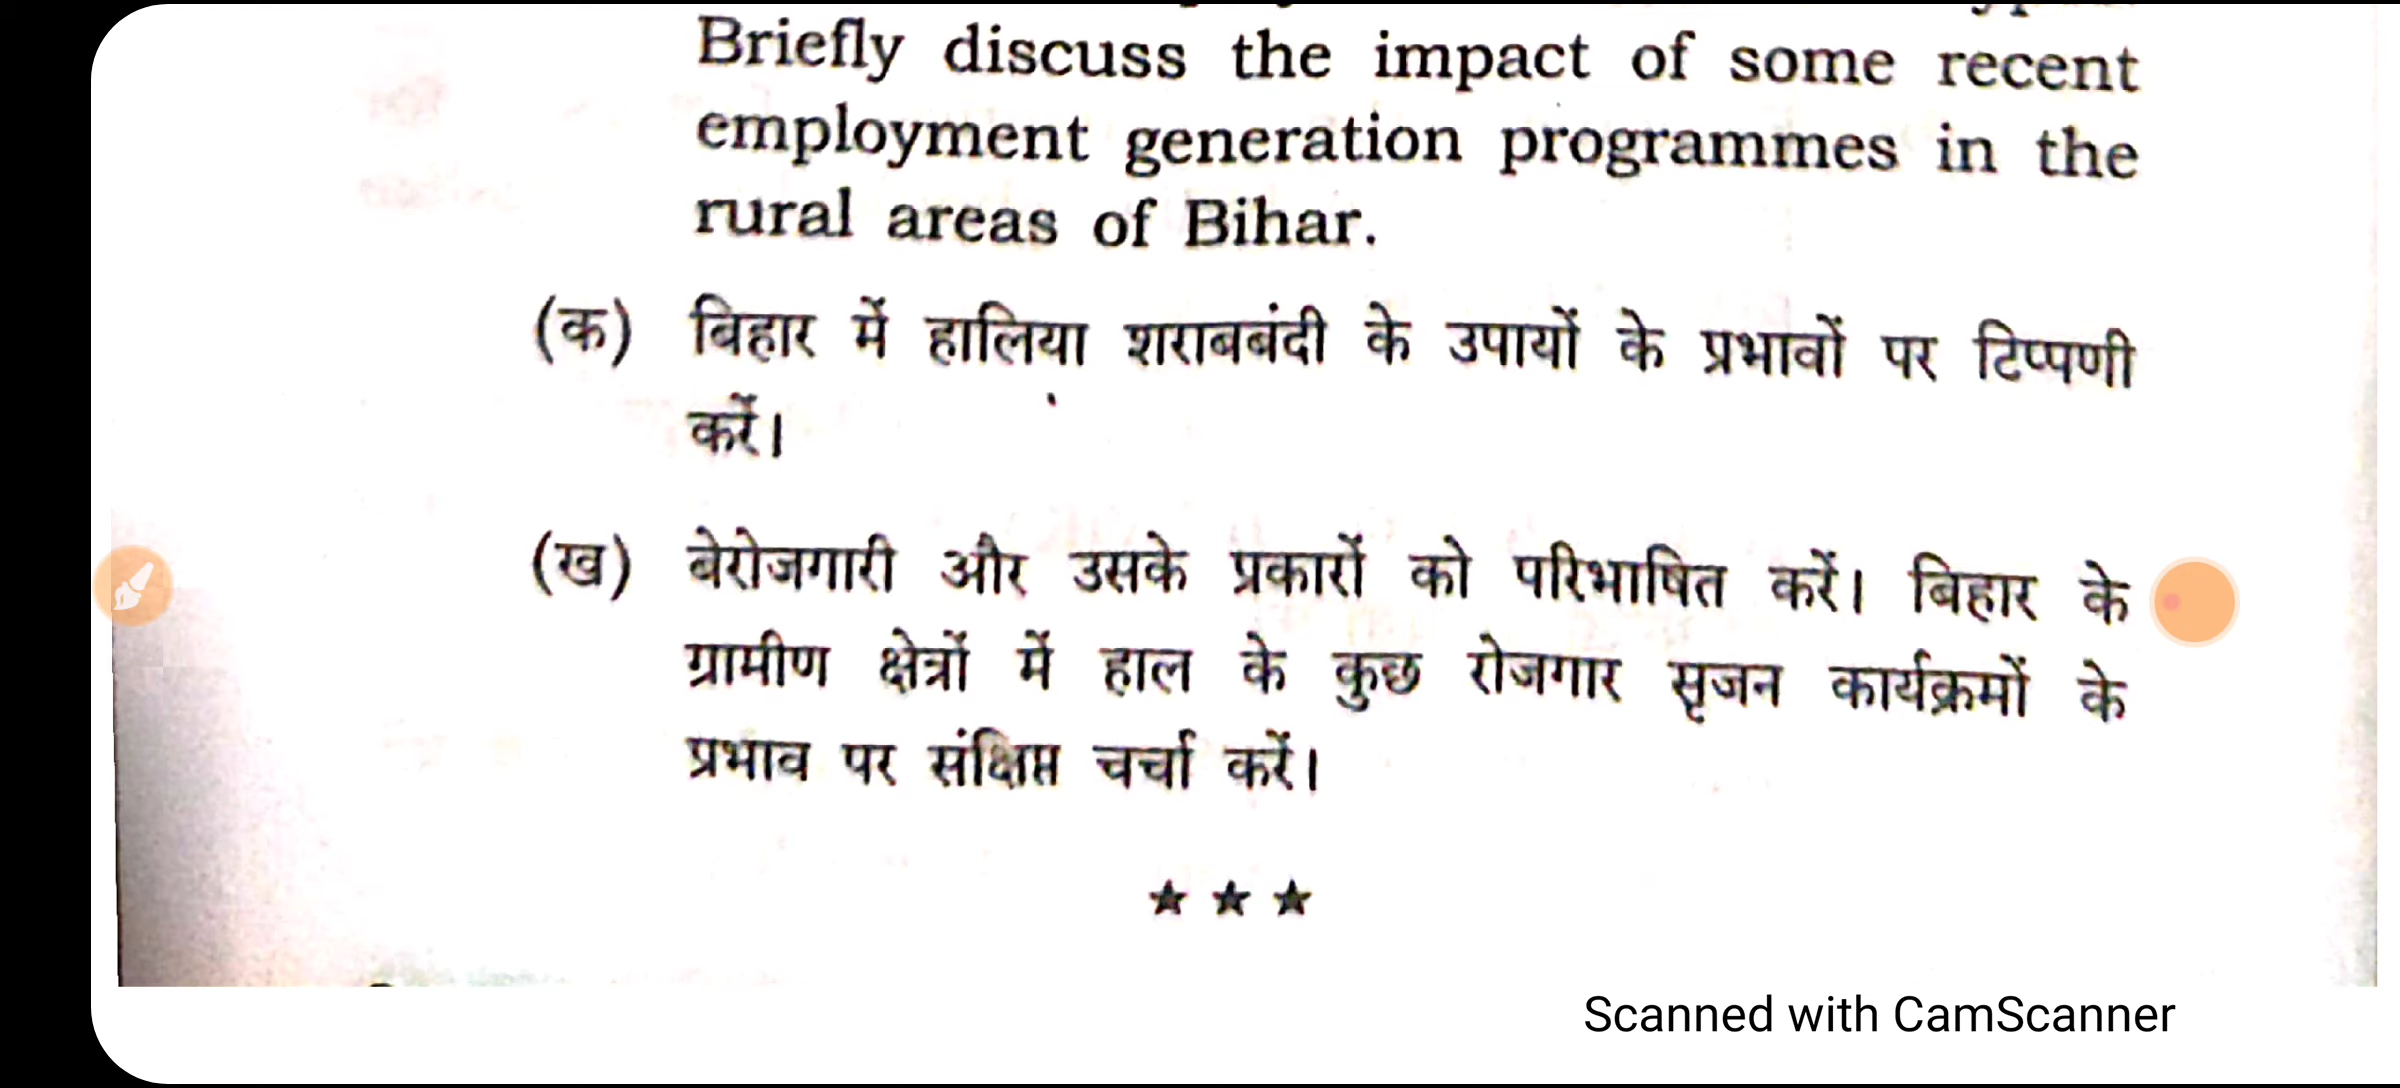 Briefly discuss the impact of some recent
employment generation programmes in the
rural areas of Bihar.
(क) बिहार में हालिया शराबबंदी के उपायों के प्रभावों पर टिप्पणी
करें।
(ख) बेरोजगारी और उसके प्रकारों को परिभाषित करें। बिहार के
ग्रामीण क्षेत्रों में हाल के कुछ रोजगार सृजन कार्यक्रमों के
प्रभाव पर संक्षिप्त चर्चा करें।
★ ★ ★
Scanned with CamScanner